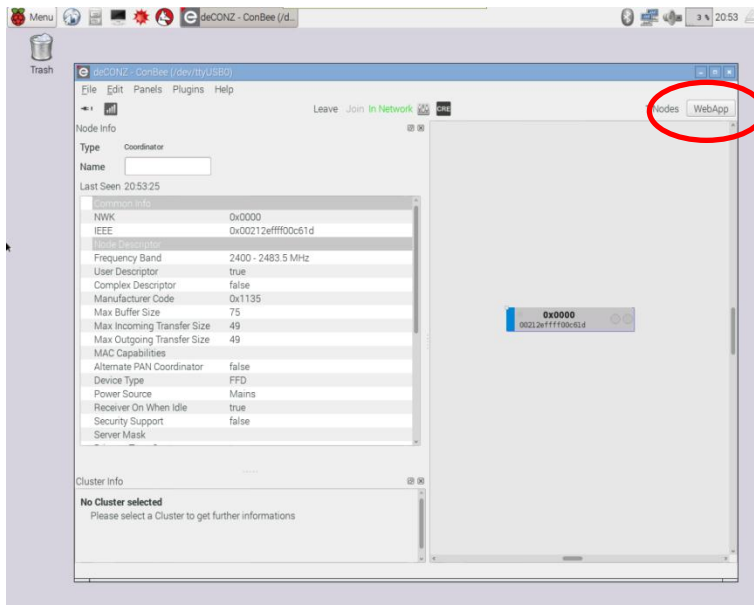 Menu deCONZ - ConBee (/d... 3 % 20:53
Trash
deCONZ - ConBee (/dev/ttyUSB0)
File Edit Panels Plugins Help
Leave Join In Network CRE Nodes WebApp
Node Info
Type Coordinator
Name
Last Seen 20:53:25
Common Info
NWK 0x0000
IEEE 0x00212effff00c61d
Node Descriptor
Frequency Band 2400 - 2483.5 MHz
User Descriptor true
Complex Descriptor false
Manufacturer Code 0x1135
Max Buffer Size 75
Max Incoming Transfer Size 49
Max Outgoing Transfer Size 49
MAC Capabilities
Alternate PAN Coordinator false
Device Type FFD
Power Source Mains
Receiver On When Idle true
Security Support false
Server Mask
0x0000
00212effff00c61d
Cluster Info
No Cluster selected
Please select a Cluster to get further informations